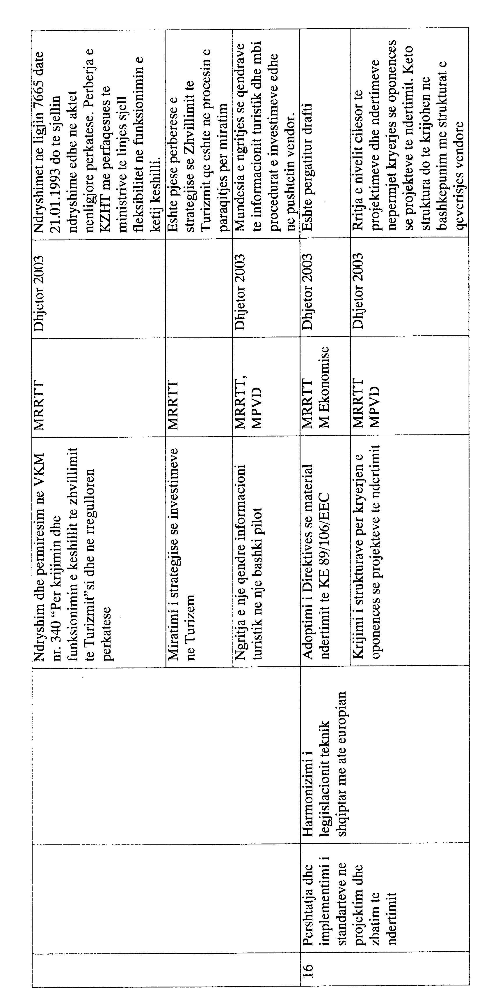 Ndryshim dhe permiresim ne VKM
nr. 340 “Per krijimin dhe
funksionimin e keshillit te zhvillimit
te Turizmit”si dhe ne rregulloren
perkatese
MRRTT
Dhjetor 2003
Ndryshimet ne ligjin 7665 date
21.01.1993 do te sjellin
ndryshime edhe ne aktet
nenligjore perkatese. Perberja e
KZHT me perfaqesues te
ministrive te linjes sjell
fleksibilitet ne funksionimin e
ketij keshilli.
Miratimi i strategjise se investimeve
ne Turizem
MRRTT
Eshte pjese perberese e
strategjise se Zhvillimit te
Turizmit qe eshte ne procesin e
paraqitjes per miratim
Ngritja e nje qendre informacioni
turistik ne nje bashki pilot
MRRTT,
MPVD
Dhjetor 2003
Mundesia e ngritjes se qendrave
te informacionit turistik dhe mbi
procedurat e investimeve edhe
ne pushtetin vendor.
16
Pershtatja dhe
implementimi i
standarteve ne
projektim dhe
zbatim te
ndertimit
Harmonizimi i
legjislacionit teknik
shqiptar me ate europian
Adoptimi i Direktives se material
ndertimit te KE 89/106/EEC
MRRTT
M Ekonomise
Dhjetor 2003
Eshte pergatitur drafti
Krijimi i strukturave per kryerjen e
oponences se projekteve te ndertimit
MRRTT
MPVD
Dhjetor 2003
Rritja e nivelit cilesor te
projektimeve dhe ndertimeve
nepermjet kryerjes se oponences
se projekteve te ndertimit. Keto
struktura do te krijohen ne
bashkepunim me strukturat e
qeverisjes vendore